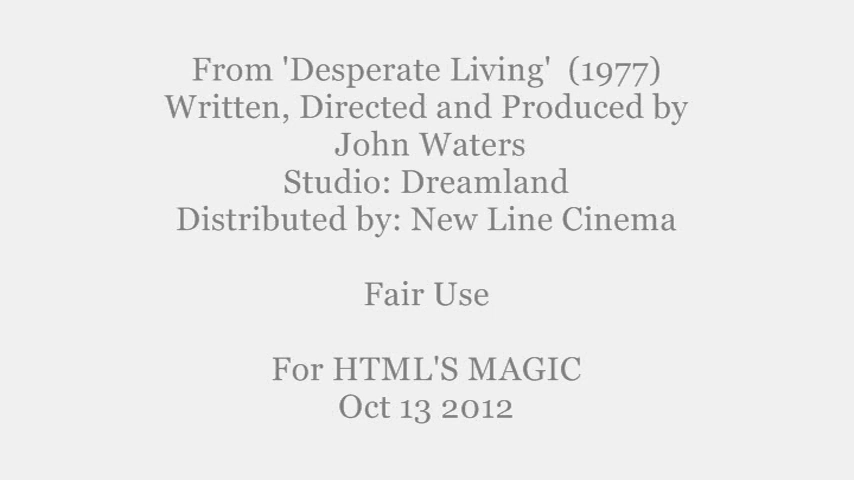 From 'Desperate Living'  (1977)
Written, Directed and Produced by
John Waters
Studio: Dreamland
Distributed by: New Line Cinema
Fair Use
For HTML'S MAGIC
Oct 13 2012